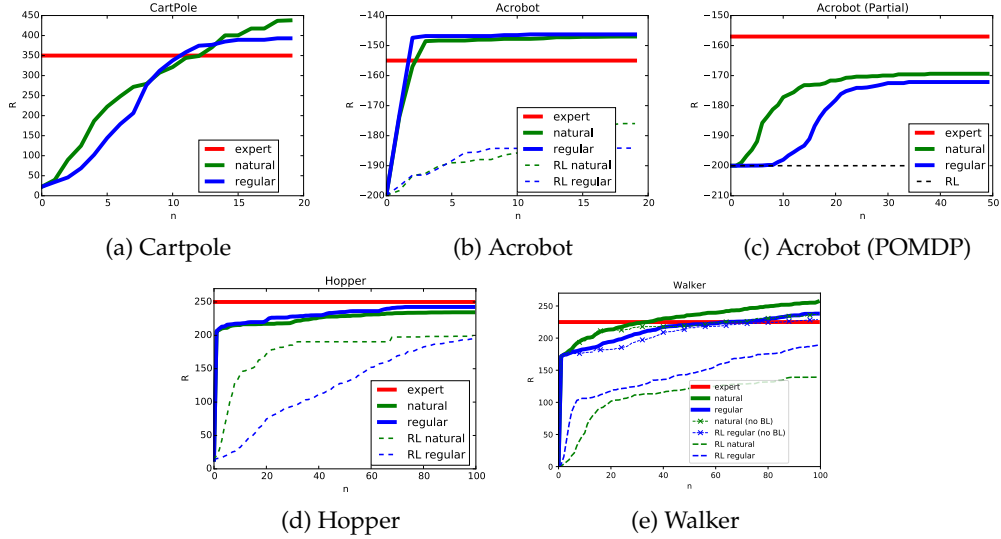 CartPole
450
400
350
300
250
200
150
100
50
0
R
expert
natural
regular
0 5 10 15 20
n
(a) Cartpole
Acrobot
−140
−150
−160
−170
−180
−190
−200
R
expert
natural
regular
RL natural
RL regular
0 5 10 15 20
n
(b) Acrobot
Acrobot (Partial)
−150
−160
−170
−180
−190
−200
−210
R
expert
natural
regular
RL
0 10 20 30 40 50
n
(c) Acrobot (POMDP)
Hopper
250
200
150
100
50
0
R
expert
natural
regular
RL natural
RL regular
0 20 40 60 80 100
n
(d) Hopper
Walker
250
200
150
100
50
0
R
expert
natural
regular
natural (no BL)
RL regular (no BL)
RL natural
RL regular
0 20 40 60 80 100
n
(e) Walker